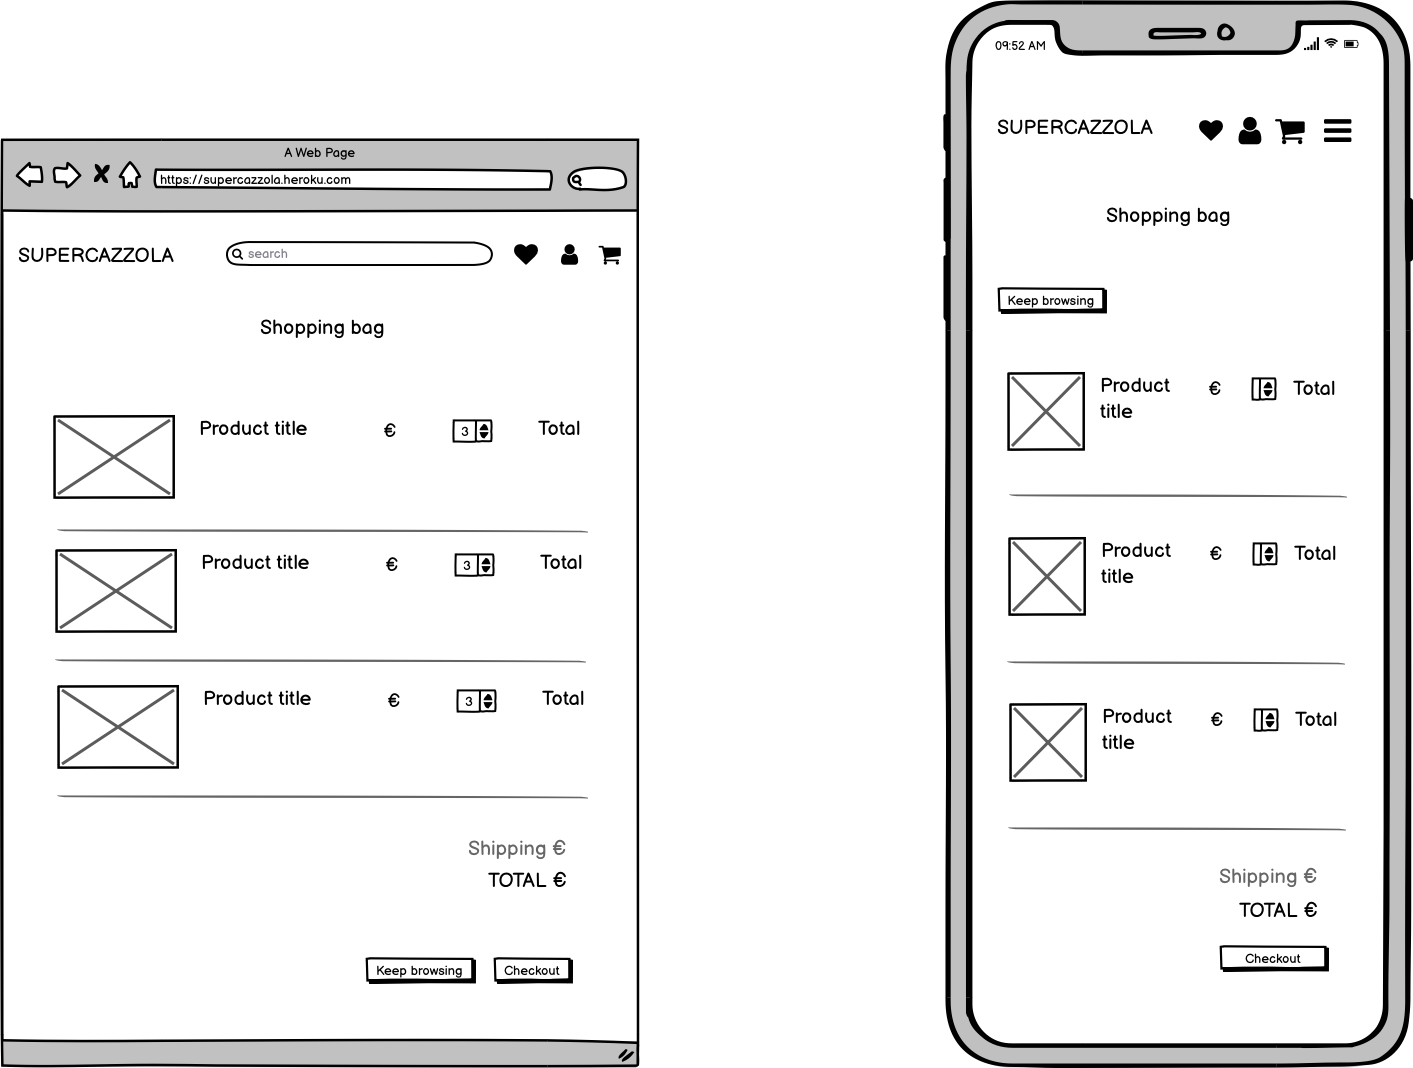 A Web Page
https://supercazzola.heroku.com
SUPERCAZZOLA
search
Shopping bag
Product title € 3 Total
Product title € 3 Total
Product title € 3 Total
Shipping €
TOTAL €
Keep browsing Checkout
09:52 AM
SUPERCAZZOLA
Shopping bag
Keep browsing
Product € Total
title
Product € Total
title
Product € Total
title
Shipping €
TOTAL €
Checkout